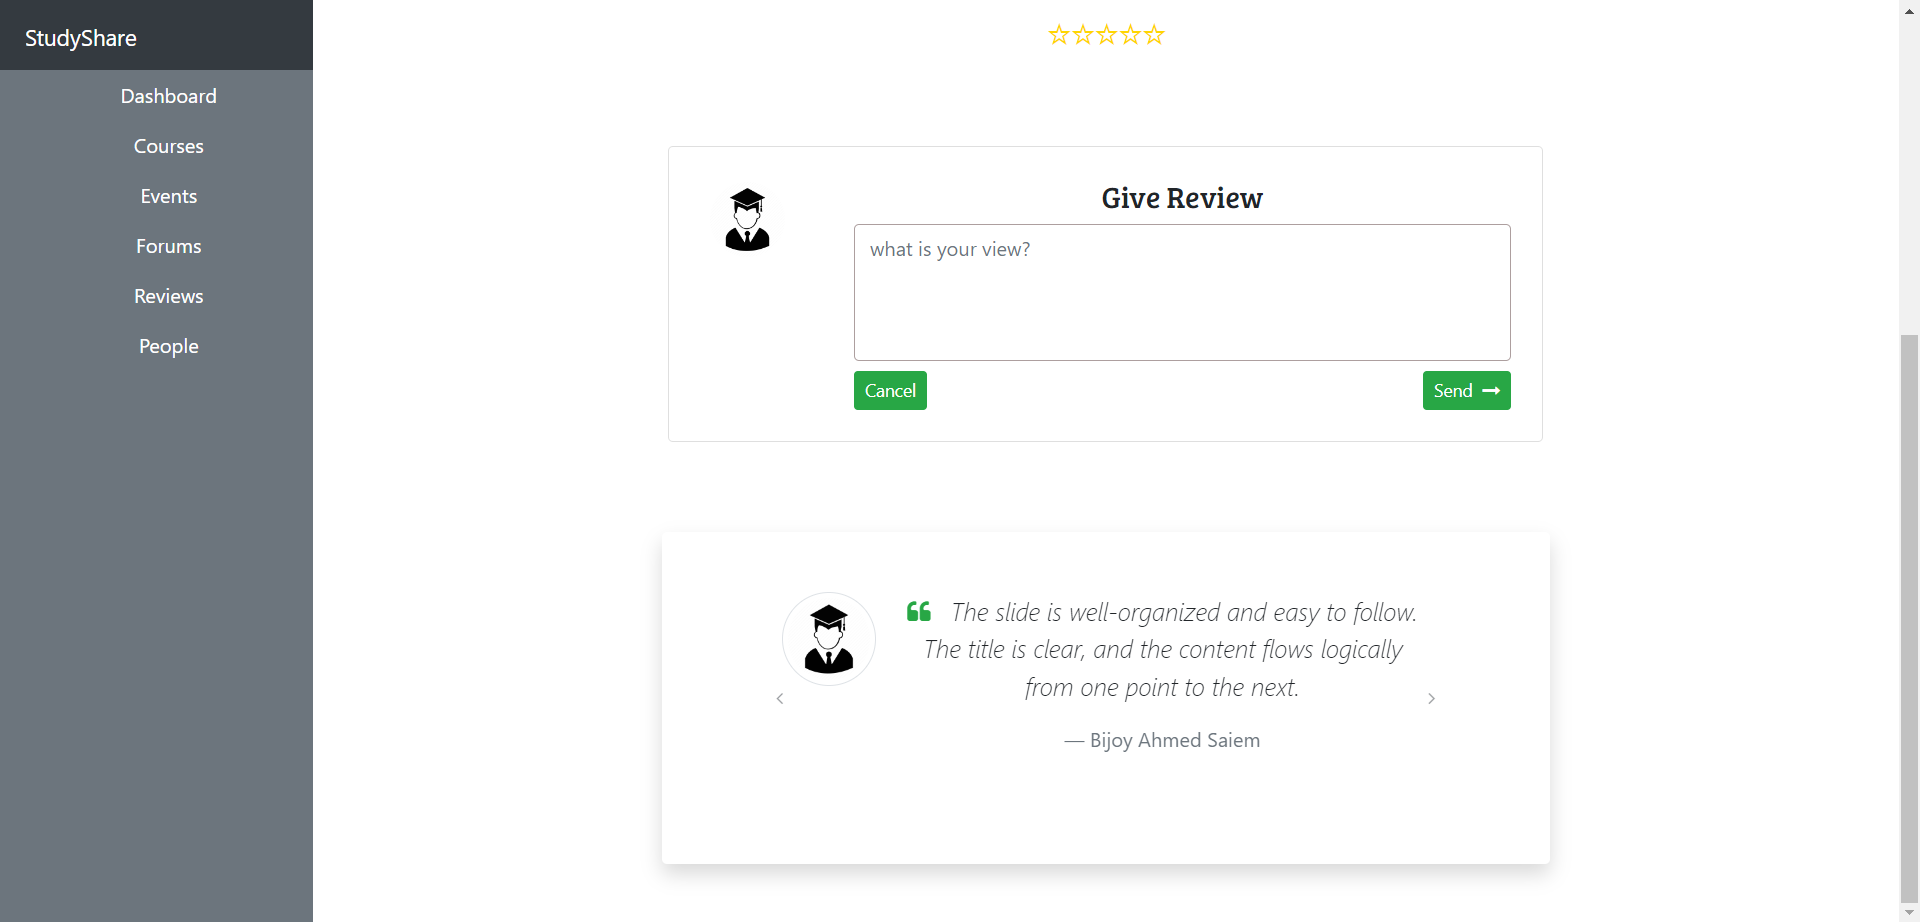 StudyShare
Dashboard
Courses
Events
Forums
Reviews
People
Give Review
what is your view?
Cancel
Send
The slide is well-organized and easy to follow.
The title is clear, and the content flows logically
from one point to the next.
— Bijoy Ahmed Saiem